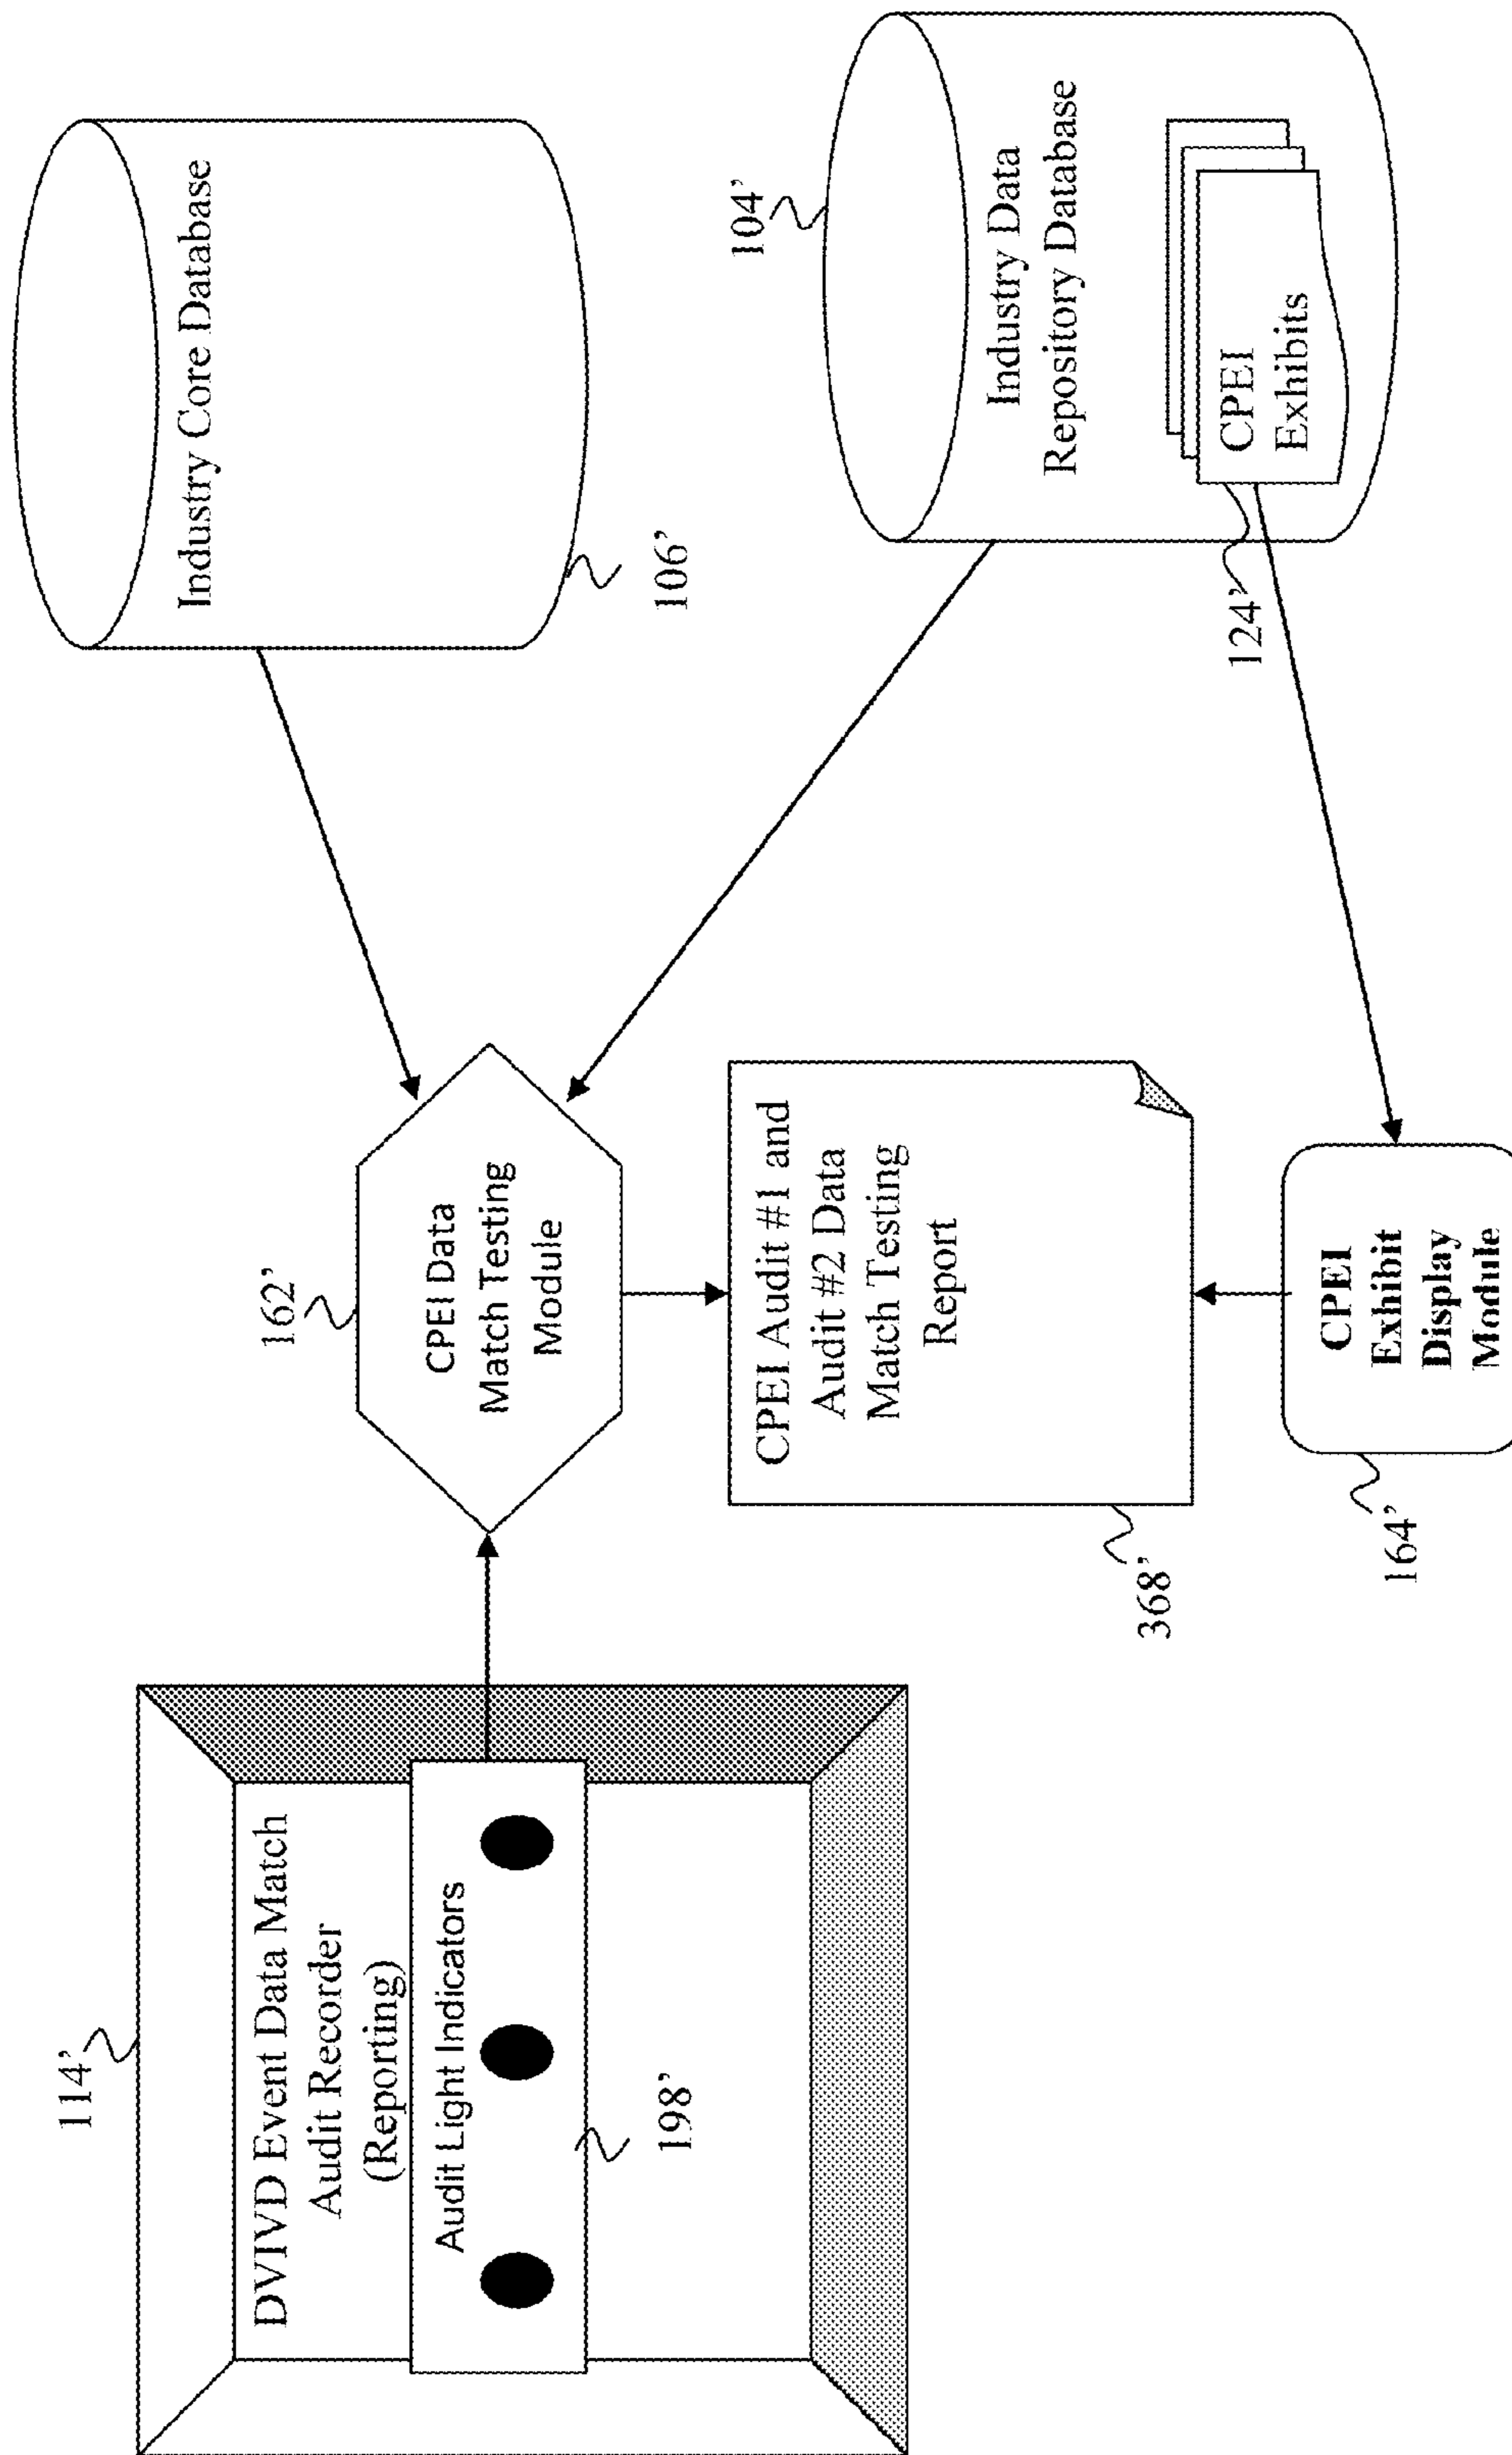 114'
DVIVD Event Data Match
Audit Recorder
(Reporting)
Audit Light Indicators
198'
162'
CPEI Data
Match Testing
Module
CPEI Audit #1 and
Audit #2 Data
Match Testing
Report
368'
CPEI
Exhibit
Display
Module
164'
Industry Core Database
106'
104'
Industry Data
Repository Database
CPEI
Exhibits
124'